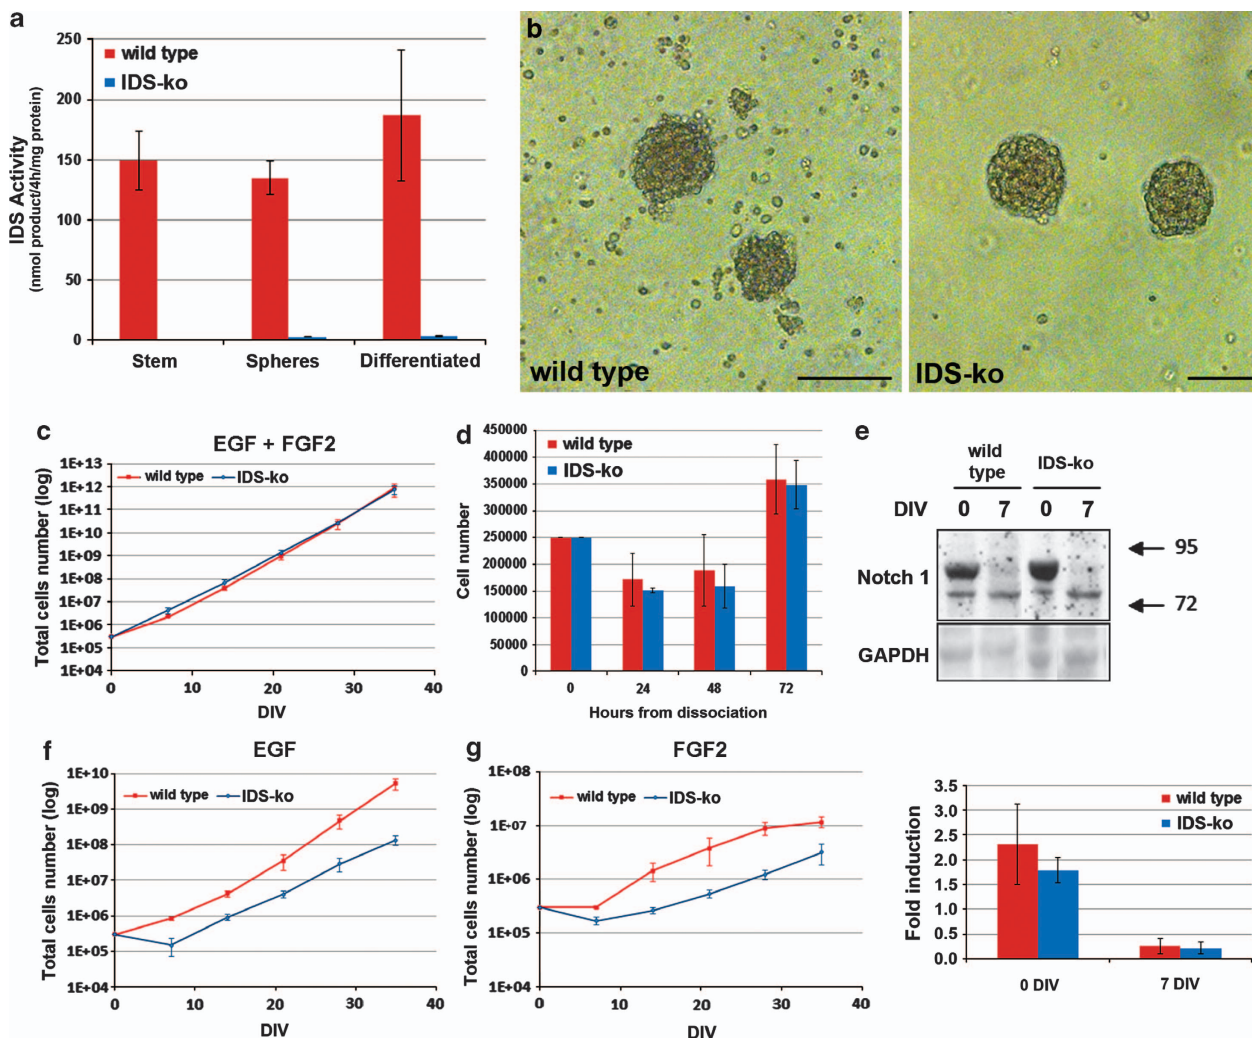 a
250
200
150
100
50
0
IDS Activity
(nmol product/4h/mg protein)
wild type
IDS-ko
Stem Spheres Differentiated
b
wild type
IDS-ko
c
EGF + FGF2
1E+13
1E+12
1E+11
1E+10
1E+09
1E+08
1E+07
1E+06
1E+05
1E+04
Total cells number (log)
wild type IDS-ko
0 10 20 30 40
DIV
d
450000
400000
350000
300000
250000
200000
150000
100000
50000
0
Cell number
wild type
IDS-ko
0 24 48 72
Hours from dissociation
e
wild type IDS-ko
DIV 0 7 0 7
Notch 1
95
72
GAPDH
f
EGF
1E+10
1E+09
1E+08
1E+07
1E+06
1E+05
1E+04
Total cells number (log)
wild type IDS-ko
0 10 20 30 40
DIV
g
FGF2
1E+08
1E+07
1E+06
1E+05
1E+04
Total cells number (log)
wild type IDS-ko
0 10 20 30 40
DIV
3.5
3.0
2.5
2.0
1.5
1.0
0.5
0.0
Fold induction
wild type
IDS-ko
0 DIV 7 DIV